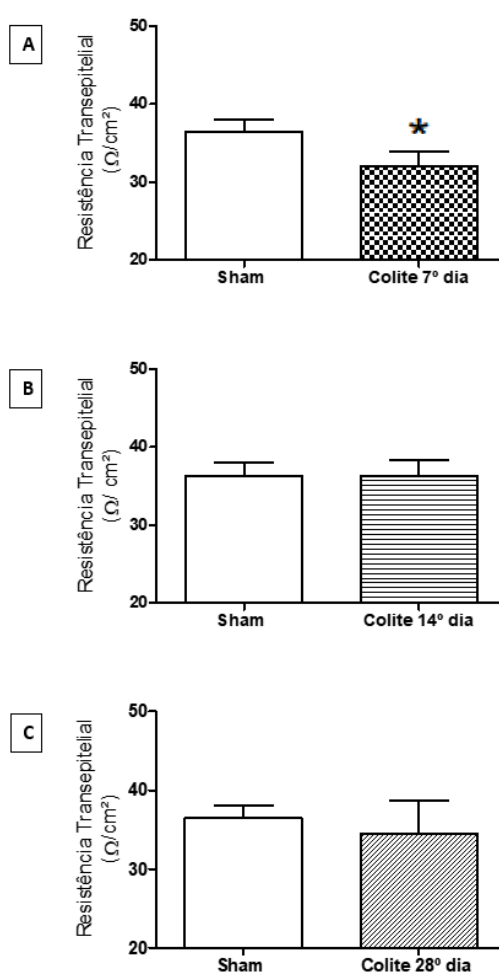 A
Resistência Transepitelial
(Ω/cm²)
50
40
30
20
*
Sham
Colite 7º dia
B
Resistência Transepitelial
(Ω/ cm²)
50
40
30
20
Sham
Colite 14º dia
C
Resistência Transepitelial
(Ω/cm²)
50
40
30
20
Sham
Colite 28º dia